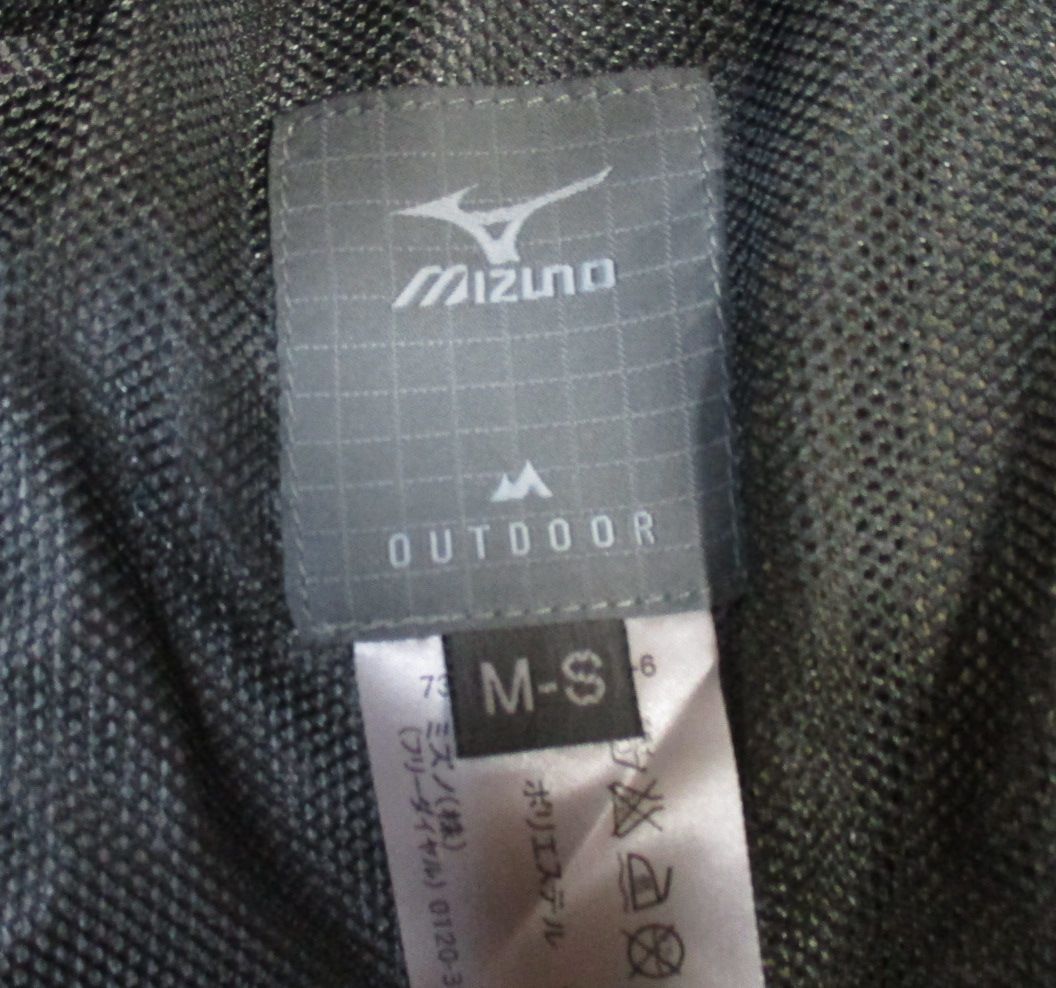 MIZUNO
OUTDOOR
M-S
73
-6
ミズノ(株)
(フリーダイヤル) 0120-3
ポリエステル